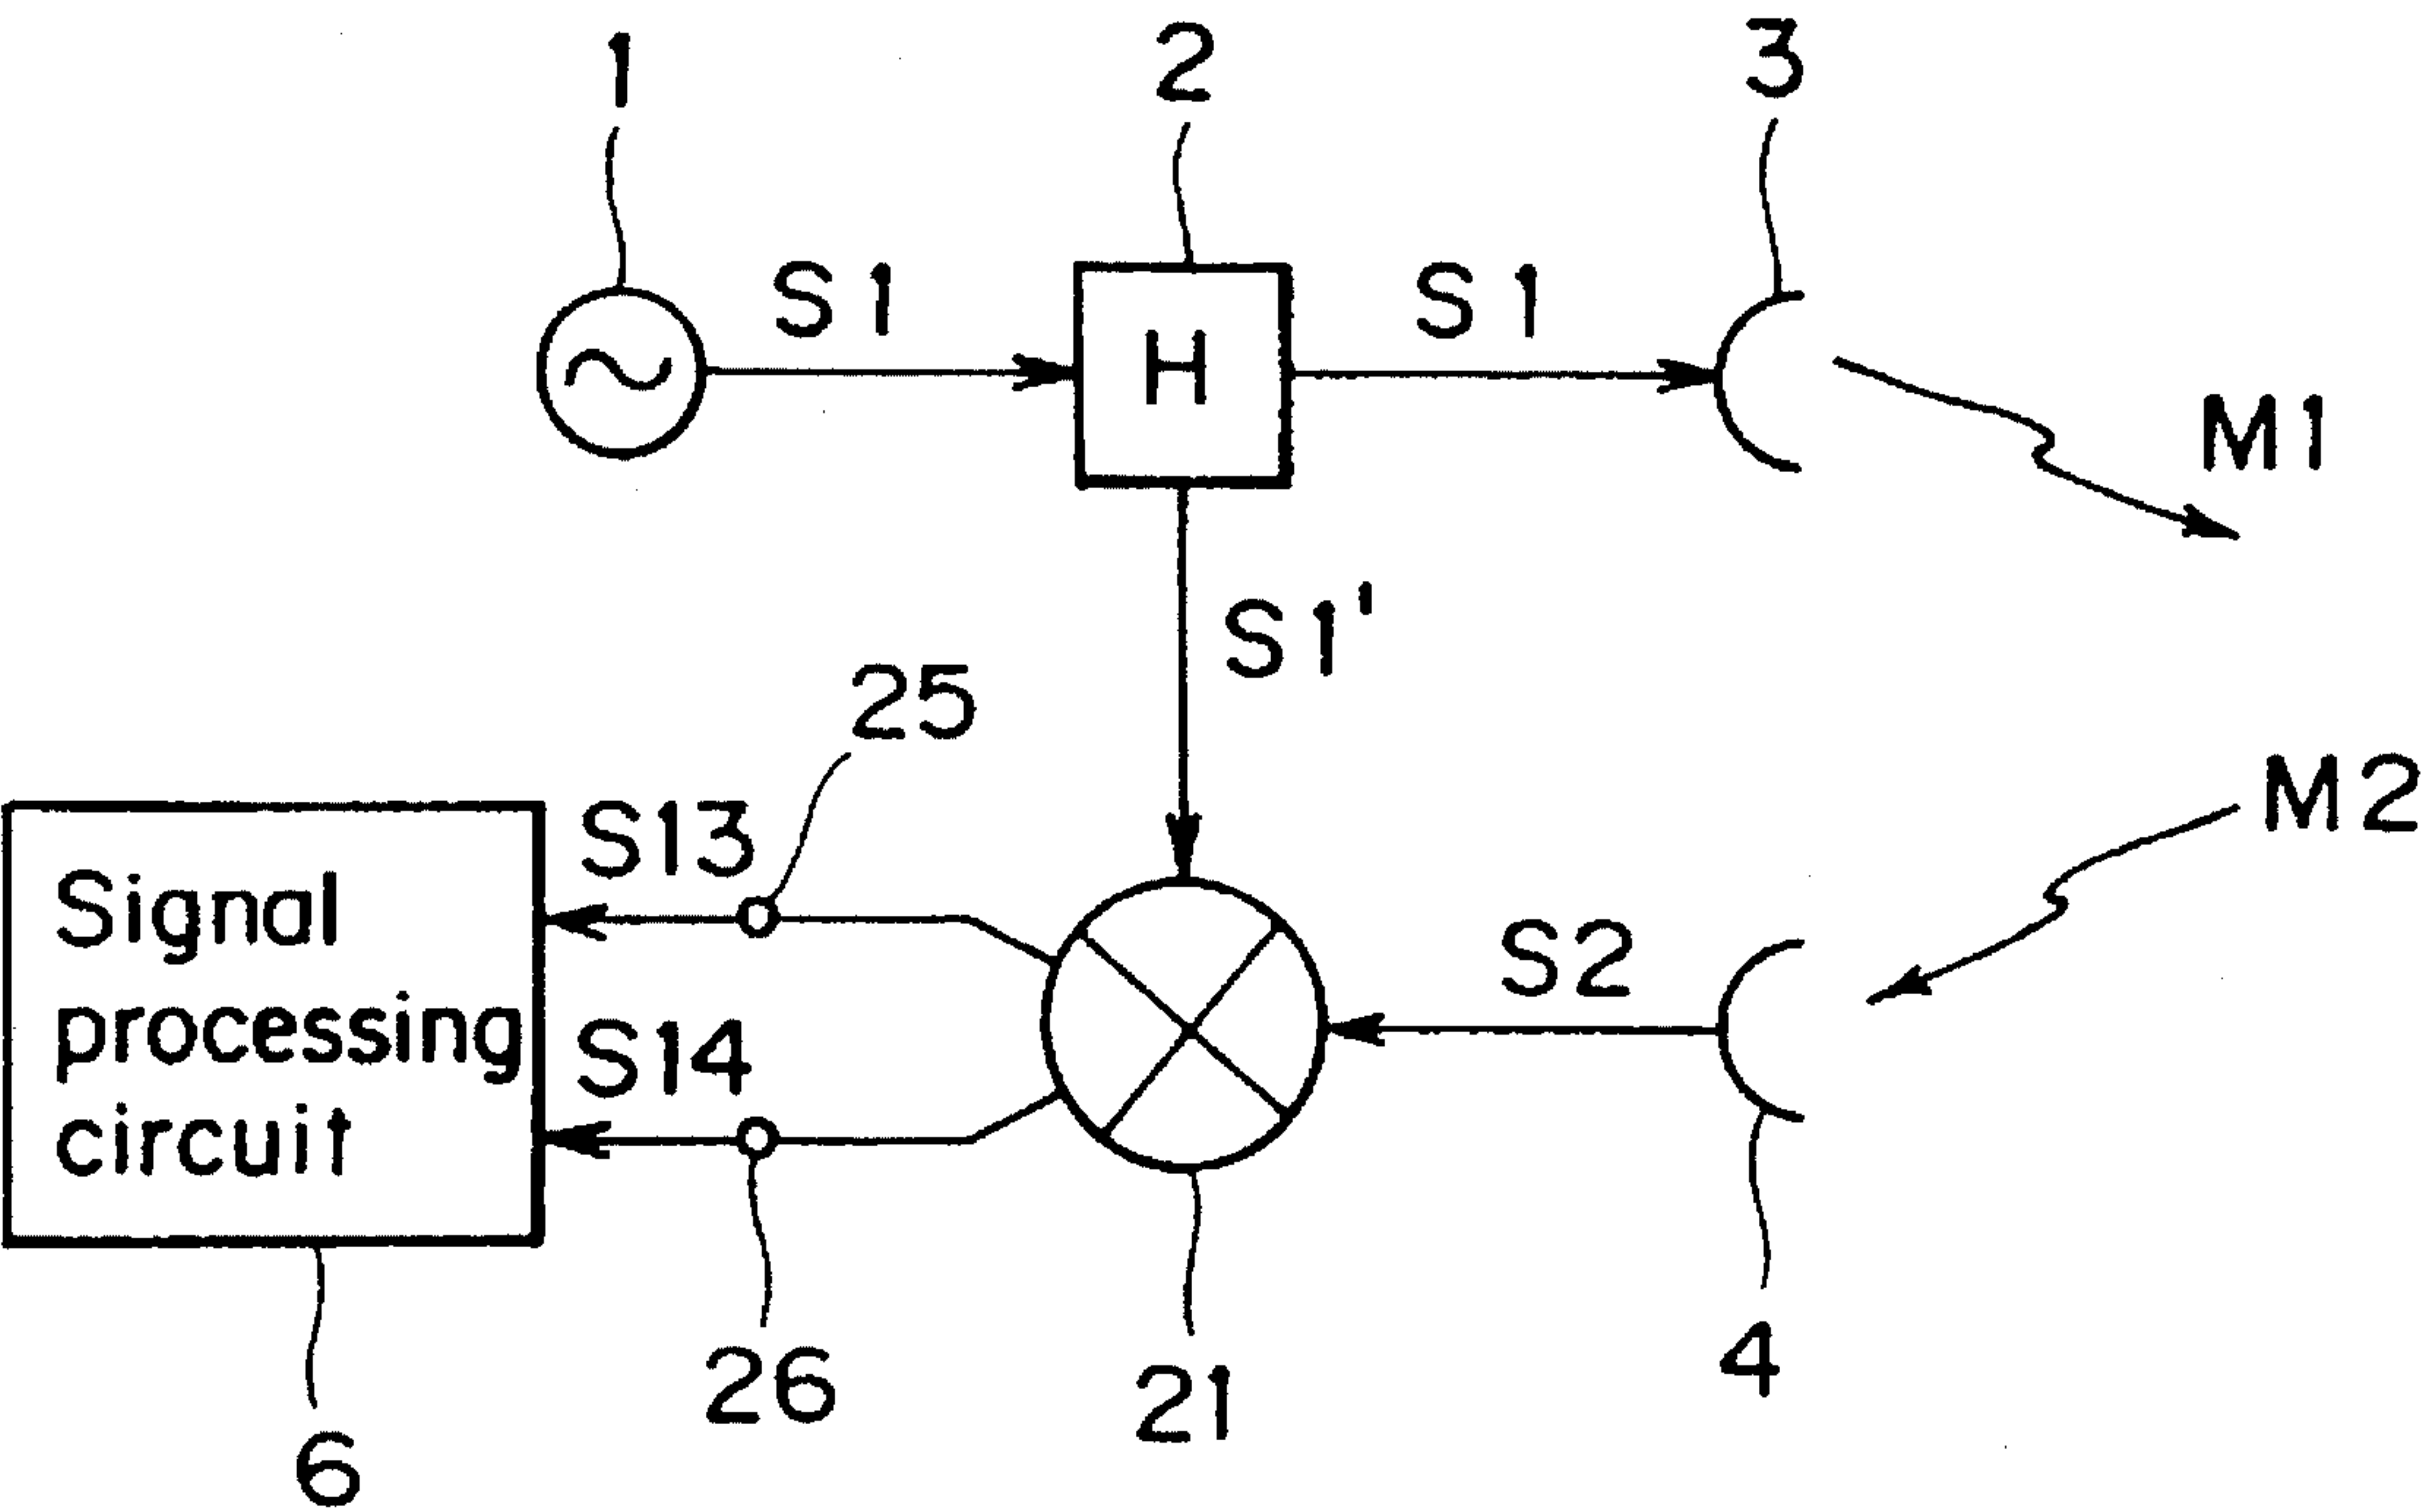 1
2
3
S1
H
S1
M1
S1'
25
M2
S13
Signal
processing
circuit
S2
S14
4
26
21
6